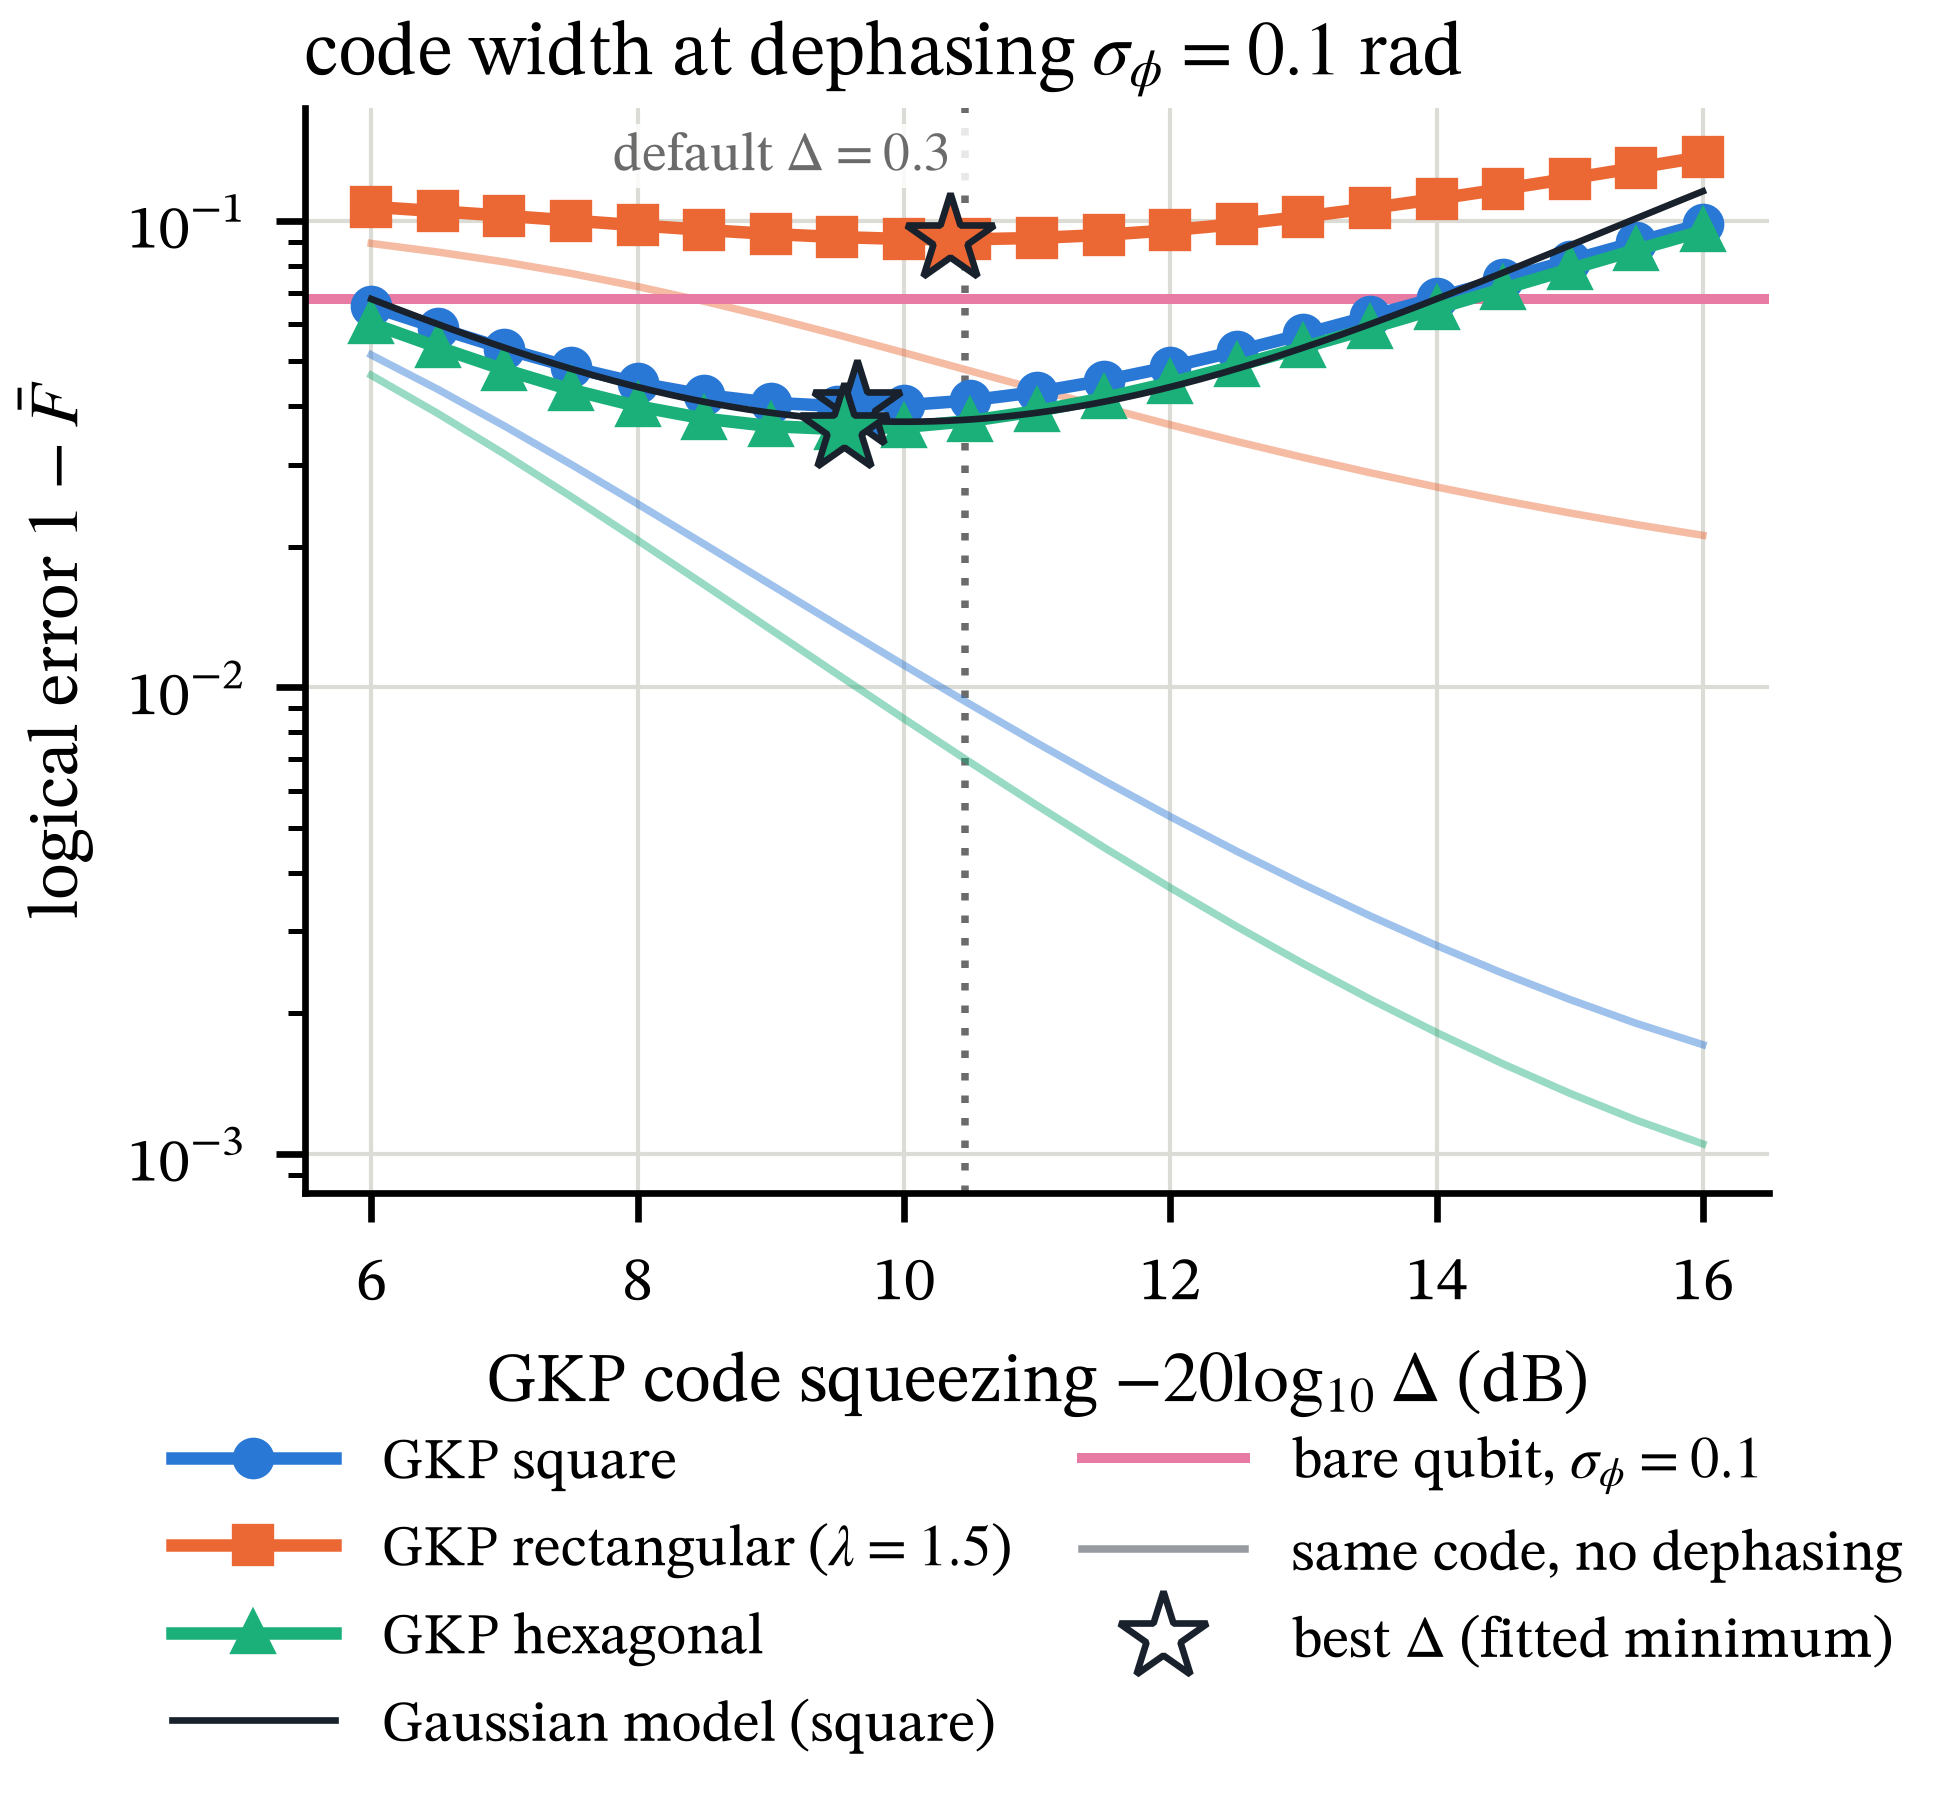 code width at dephasing σ_ϕ = 0.1 rad
default Δ = 0.3
logical error 1 − F̄
10⁻¹
10⁻²
10⁻³
6 8 10 12 14 16
GKP code squeezing −20log₁₀ Δ (dB)
GKP square
GKP rectangular (λ = 1.5)
GKP hexagonal
Gaussian model (square)
bare qubit, σ_ϕ = 0.1
same code, no dephasing
best Δ (fitted minimum)